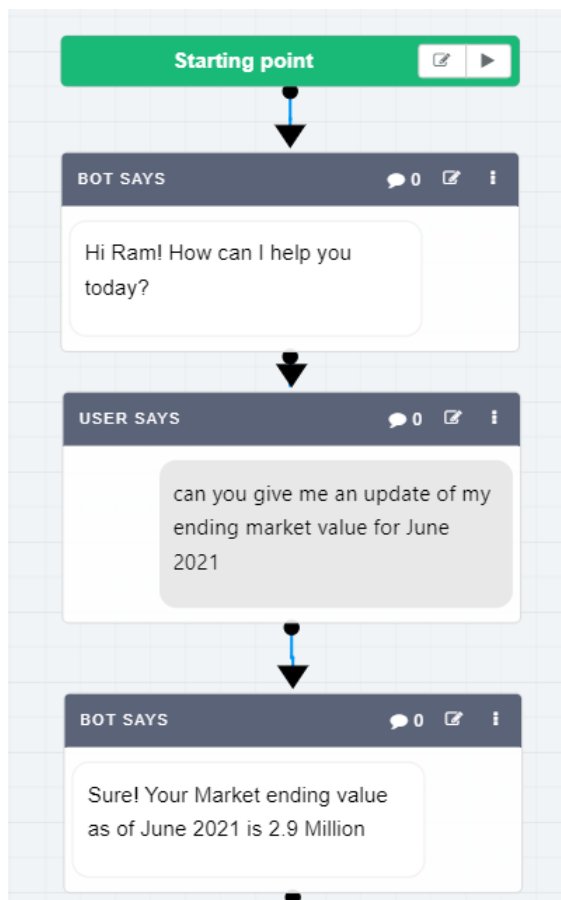 Starting point
BOT SAYS
0
Hi Ram! How can I help you
today?
USER SAYS
0
can you give me an update of my
ending market value for June
2021
BOT SAYS
0
Sure! Your Market ending value
as of June 2021 is 2.9 Million